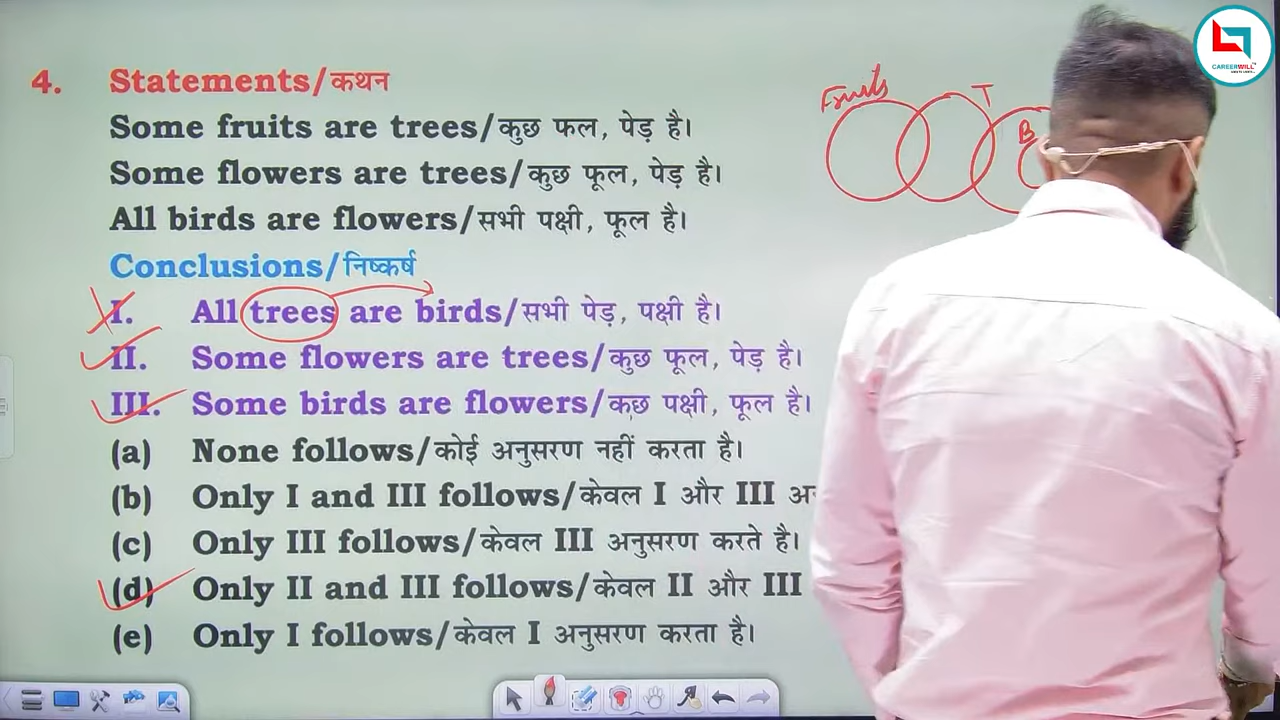 4. Statements/कथन
Some fruits are trees/कुछ फल, पेड़ है।
Some flowers are trees/कुछ फूल, पेड़ है।
All birds are flowers/सभी पक्षी, फूल है।
Conclusions/निष्कर्ष
I. All trees are birds/सभी पेड़, पक्षी है।
II. Some flowers are trees/कुछ फूल, पेड़ है।
III. Some birds are flowers/कुछ पक्षी, फूल है।
(a) None follows/कोई अनुसरण नहीं करता है।
(b) Only I and III follows/केवल I और III
(c) Only III follows/केवल III अनुसरण करते है।
(d) Only II and III follows/केवल II और III
(e) Only I follows/केवल I अनुसरण करता है।
Fruits
T
B
CAREERWILL